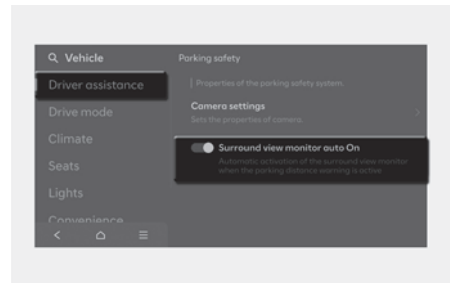 Vehicle
Driver assistance
Drive mode
Climate
Seats
Lights
Convenience
Parking safety
Properties of the parking safety system.
Camera settings
Sets the properties of camera.
Surround view monitor auto On
Automatic activation of the surround view monitor
when the parking distance warning is active